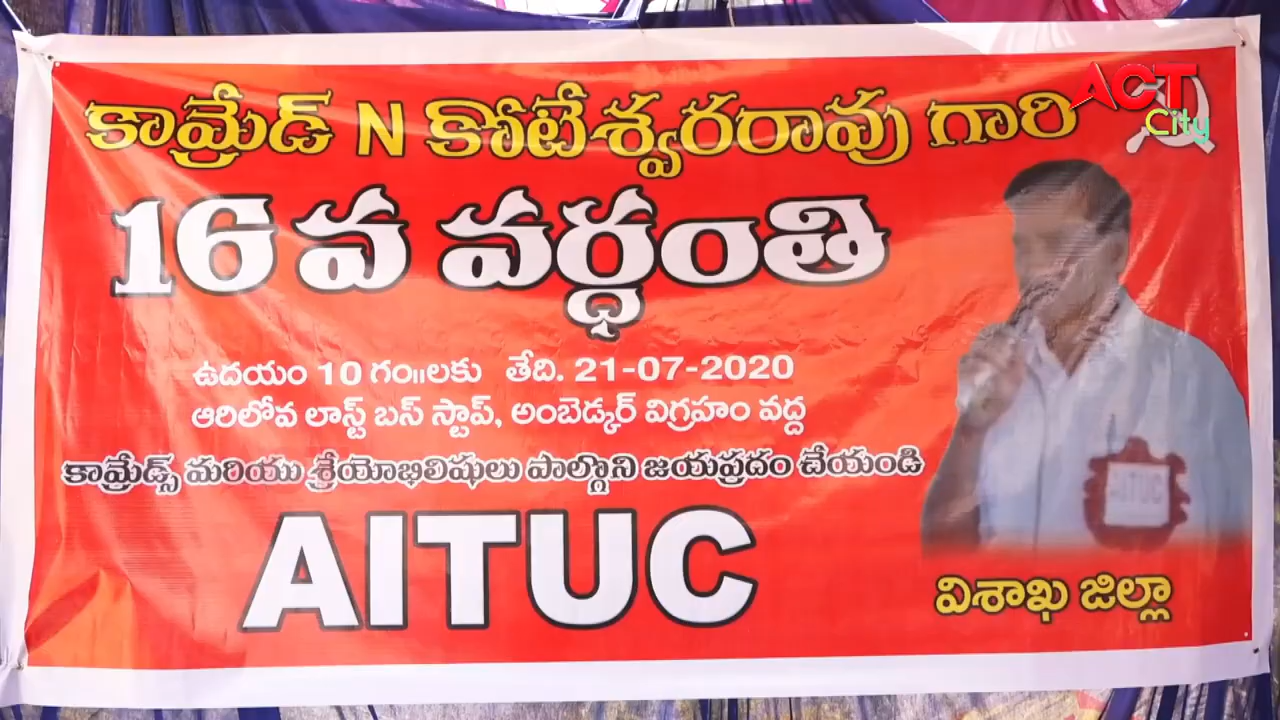 కామ్రేడ్ N కోటేశ్వరరావు గారి
ACT
City
16 వ వర్ధంతి
ఉదయం 10 గం॥లకు తేది. 21-07-2020
ఆరిలోవ లాస్ట్ బస్ స్టాప్, అంబెడ్కర్ విగ్రహం వద్ద
కామ్రేడ్స్ మరియు శ్రేయోభిలిషులు పాల్గొని జయప్రదం చేయండి
AITUC
AITUC
విశాఖ జిల్లా